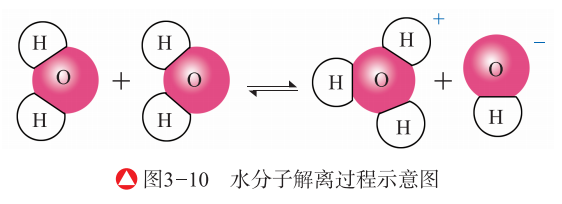 H H +
O + O ⇌ H O + O −
H H H H
图3-10 水分子解离过程示意图